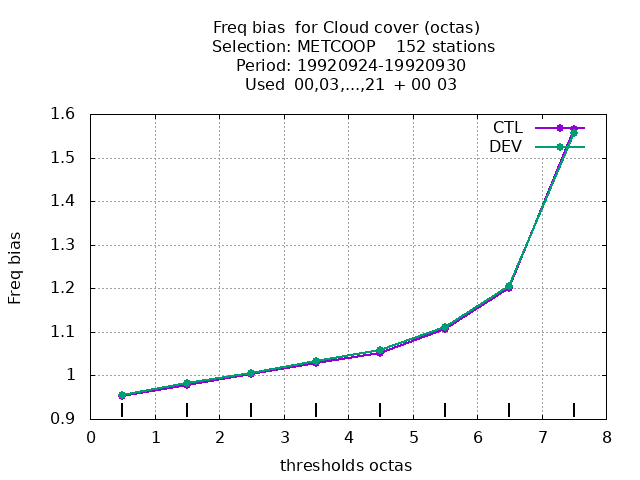 Freq bias for Cloud cover (octas)
Selection: METCOOP 152 stations
Period: 19920924-19920930
Used 00,03,...,21 + 00 03
CTL
DEV
1.6
1.5
1.4
1.3
1.2
1.1
1
0.9
Freq bias
0 1 2 3 4 5 6 7 8
thresholds octas